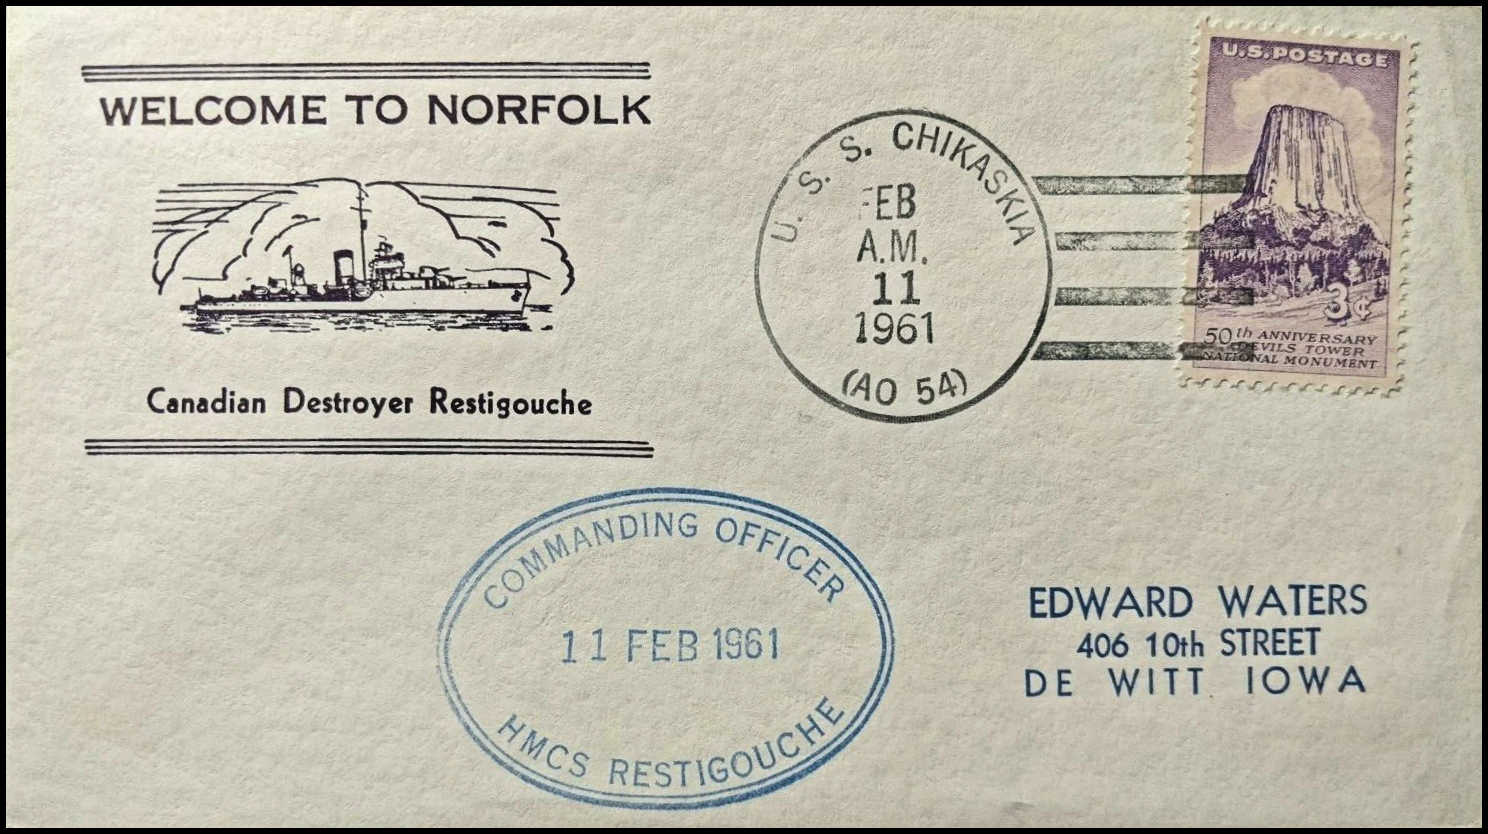 WELCOME TO NORFOLK
Canadian Destroyer Restigouche
U. S. S. CHIKASKIA
FEB
A.M.
11
1961
(AO 54)
U.S. POSTAGE
3¢
50th ANNIVERSARY
DEVILS TOWER
NATIONAL MONUMENT
COMMANDING OFFICER
11 FEB 1961
HMCS RESTIGOUCHE
EDWARD WATERS
406 10th STREET
DE WITT IOWA